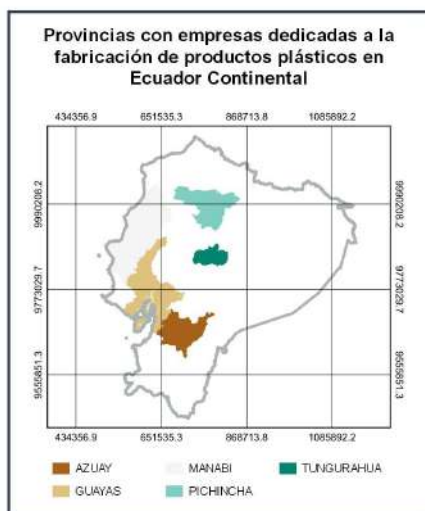 Provincias con empresas dedicadas a la
fabricación de productos plásticos en
Ecuador Continental
434356.9 651535.3 868713.8 1085892.2
9990208.2 9990208.2
9773029.7 9773029.7
9555851.3 9555851.3
434356.9 651535.3 868713.8 1085892.2
AZUAY MANABI TUNGURAHUA
GUAYAS PICHINCHA